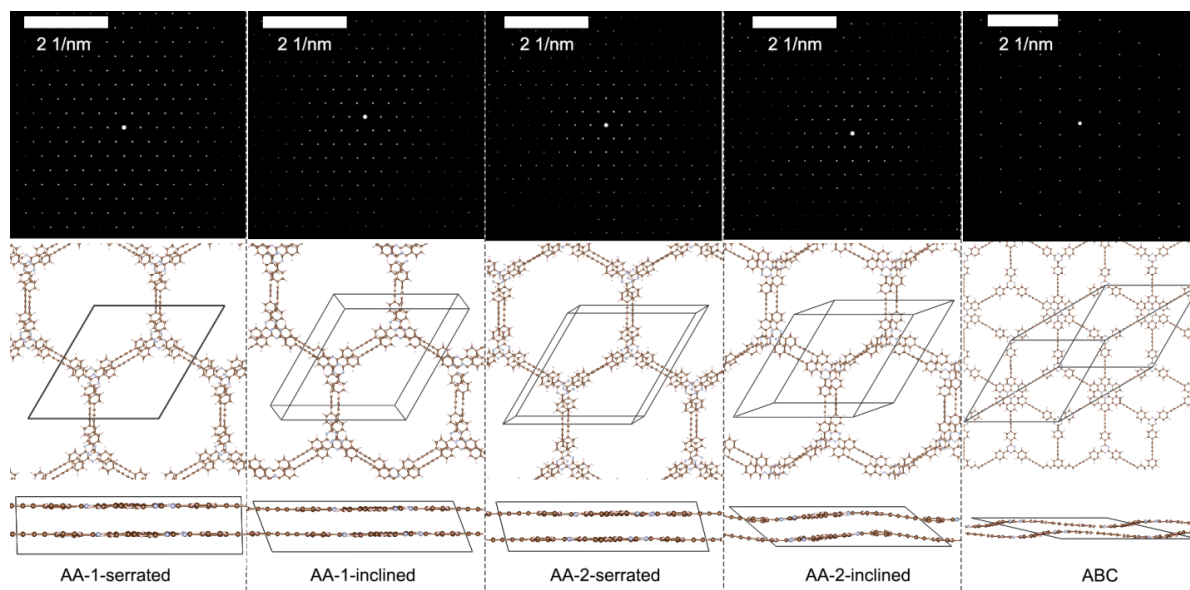 2 1/nm
2 1/nm
2 1/nm
2 1/nm
2 1/nm
AA-1-serrated
AA-1-inclined
AA-2-serrated
AA-2-inclined
ABC